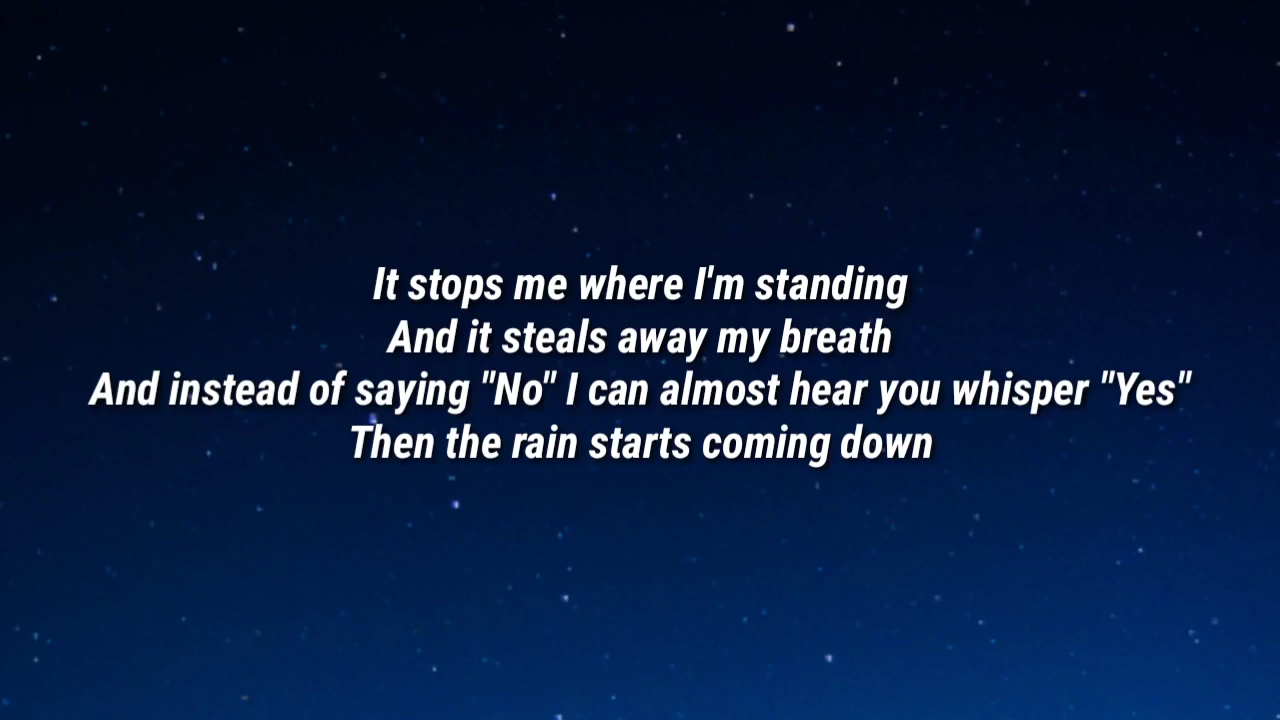 It stops me where I'm standing
And it steals away my breath
And instead of saying "No" I can almost hear you whisper "Yes"
Then the rain starts coming down